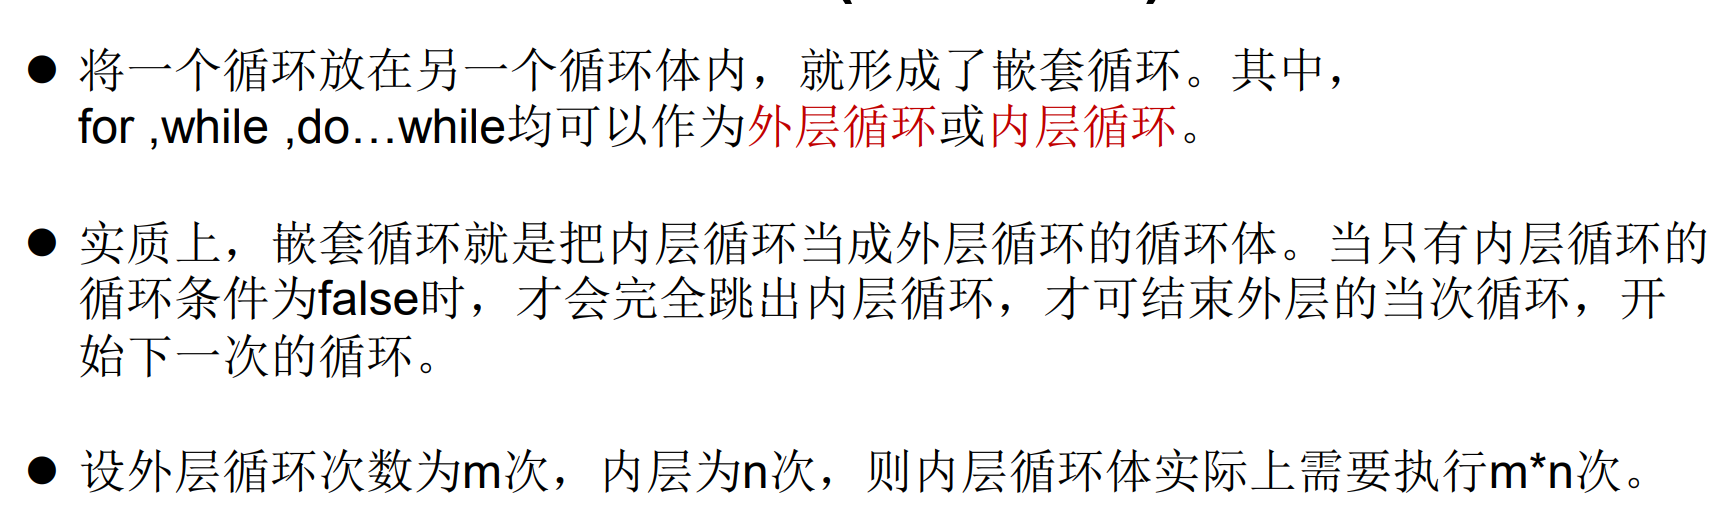 ● 将一个循环放在另一个循环体内，就形成了嵌套循环。其中，
for ,while ,do…while均可以作为外层循环或内层循环。
● 实质上，嵌套循环就是把内层循环当成外层循环的循环体。当只有内层循环的
循环条件为false时，才会完全跳出内层循环，才可结束外层的当次循环，开
始下一次的循环。
● 设外层循环次数为m次，内层为n次，则内层循环体实际上需要执行m*n次。